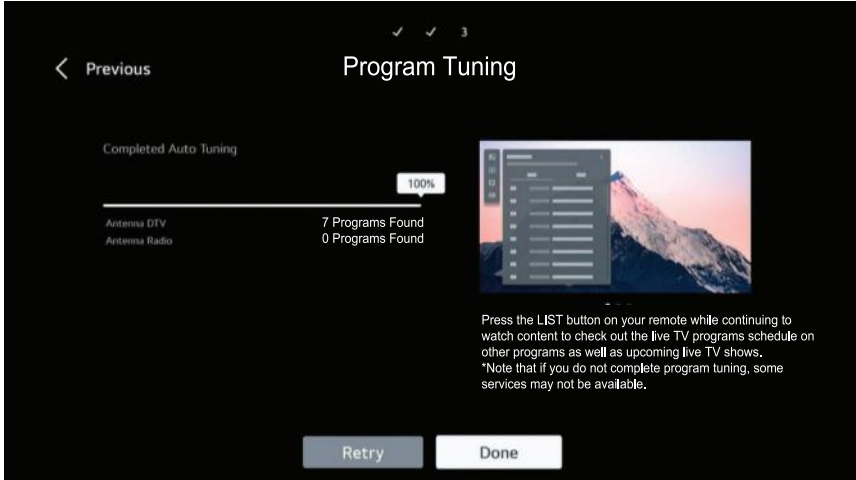 ✓ ✓ 3
Previous
Program Tuning
Completed Auto Tuning
100%
Antenna DTV 7 Programs Found
Antenna Radio 0 Programs Found
Press the LIST button on your remote while continuing to
watch content to check out the live TV programs schedule on
other programs as well as upcoming live TV shows.
*Note that if you do not complete program tuning, some
services may not be available.
Retry
Done